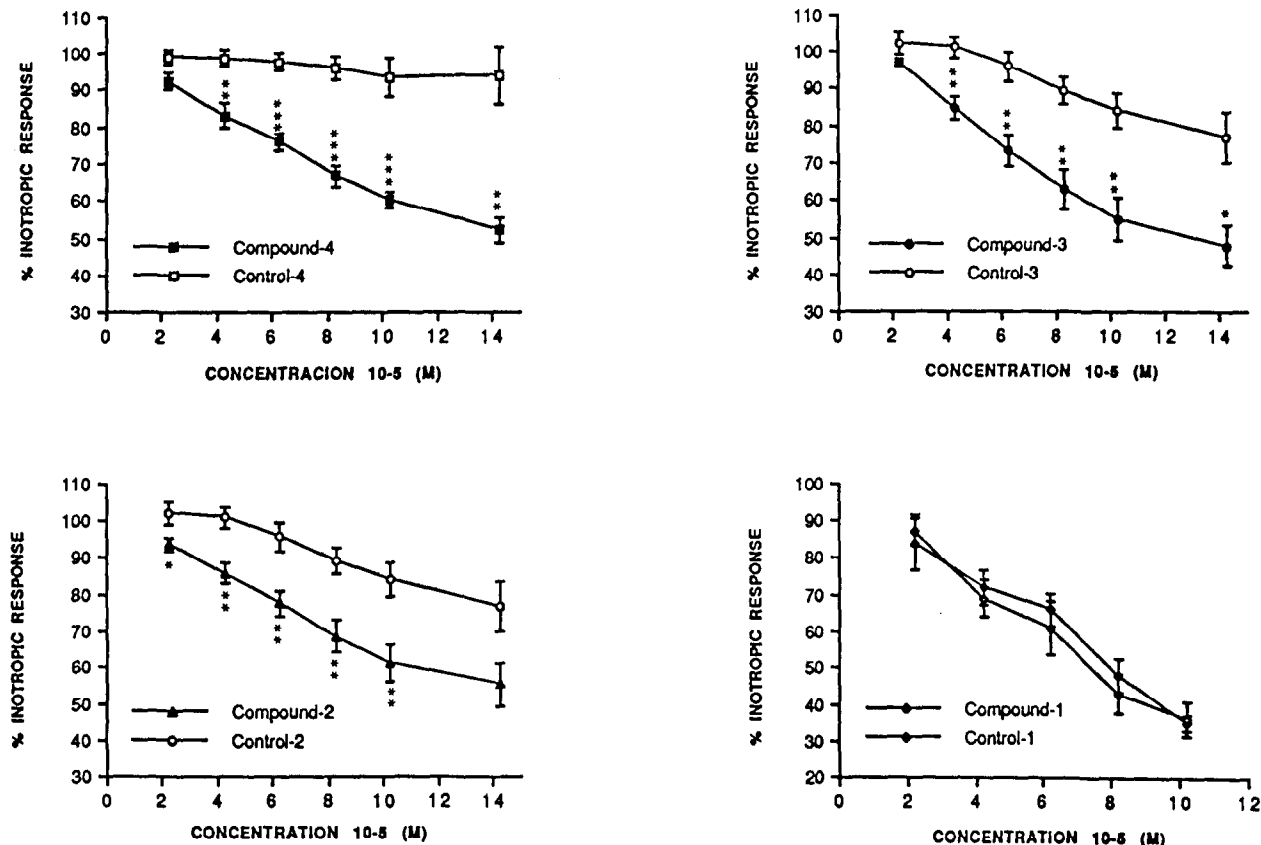 110
100
90
80
70
60
50
40
30
% INOTROPIC RESPONSE
**
***
***
***
**
Compound-4
Control-4
0 2 4 6 8 10 12 14
CONCENTRACION 10-5 (M)
110
100
90
80
70
60
50
40
30
% INOTROPIC RESPONSE
**
**
**
**
*
Compound-3
Control-3
0 2 4 6 8 10 12 14
CONCENTRATION 10-5 (M)
110
100
90
80
70
60
50
40
30
% INOTROPIC RESPONSE
*
**
**
**
**
Compound-2
Control-2
0 2 4 6 8 10 12 14
CONCENTRATION 10-5 (M)
100
90
80
70
60
50
40
30
20
% INOTROPIC RESPONSE
Compound-1
Control-1
0 2 4 6 8 10 12
CONCENTRATION 10-5 (M)